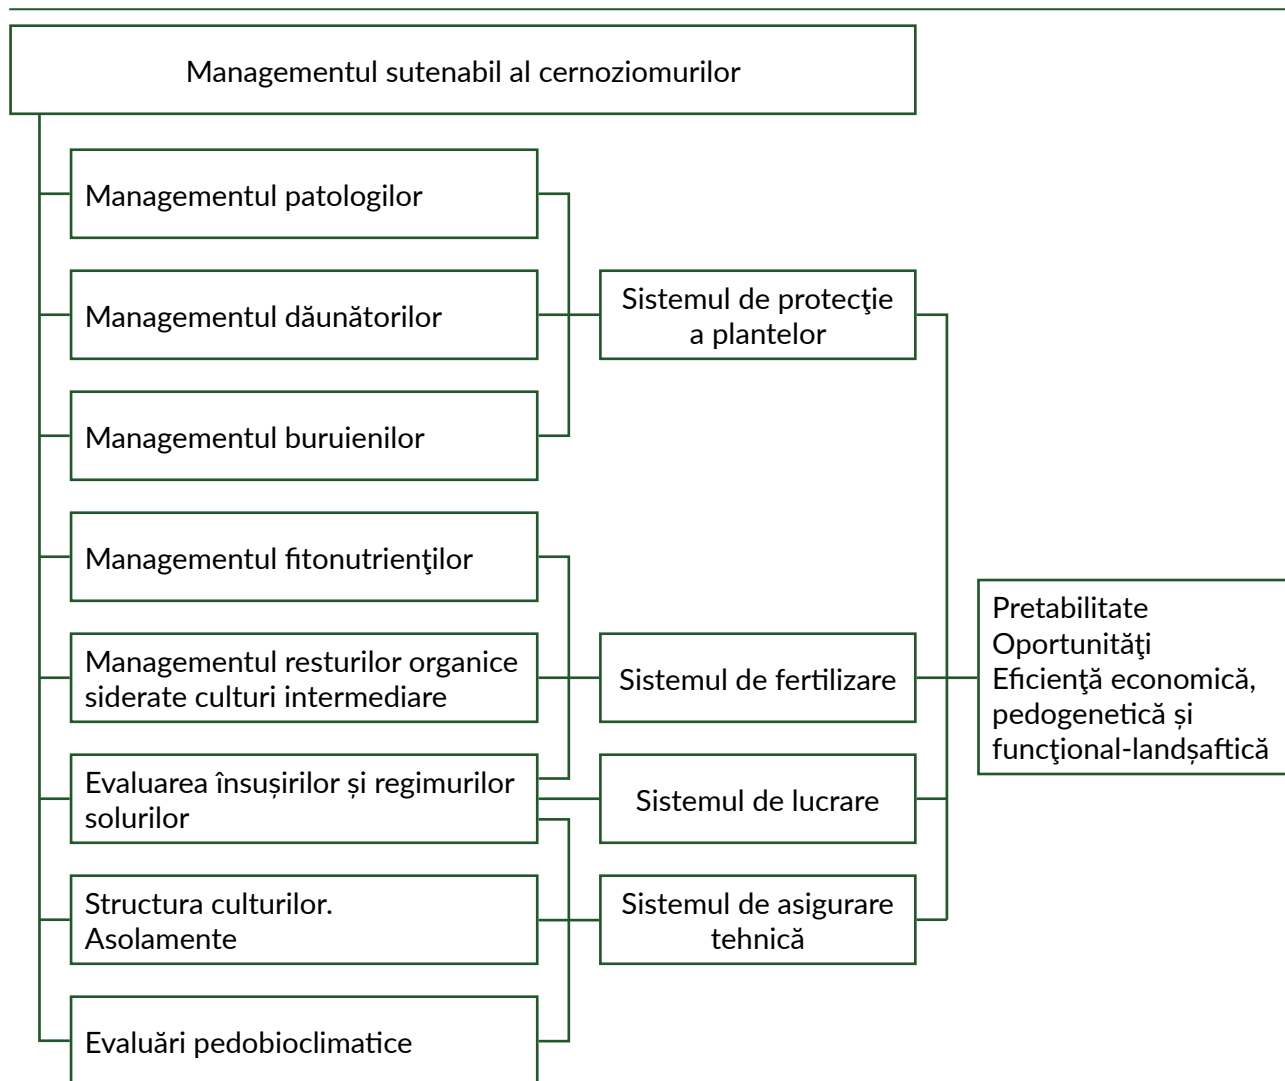 Managementul sutenabil al cernoziomurilor
Managementul patologilor
Managementul dăunătorilor
Sistemul de protecţie
a plantelor
Managementul buruienilor
Managementul fitonutrienţilor
Managementul resturilor organice
siderate culturi intermediare
Sistemul de fertilizare
Pretabilitate
Oportunităţi
Eficienţă economică,
pedogenetică și
funcţional-landșaftică
Evaluarea însușirilor și regimurilor
solurilor
Sistemul de lucrare
Structura culturilor.
Asolamente
Sistemul de asigurare
tehnică
Evaluări pedobioclimatice